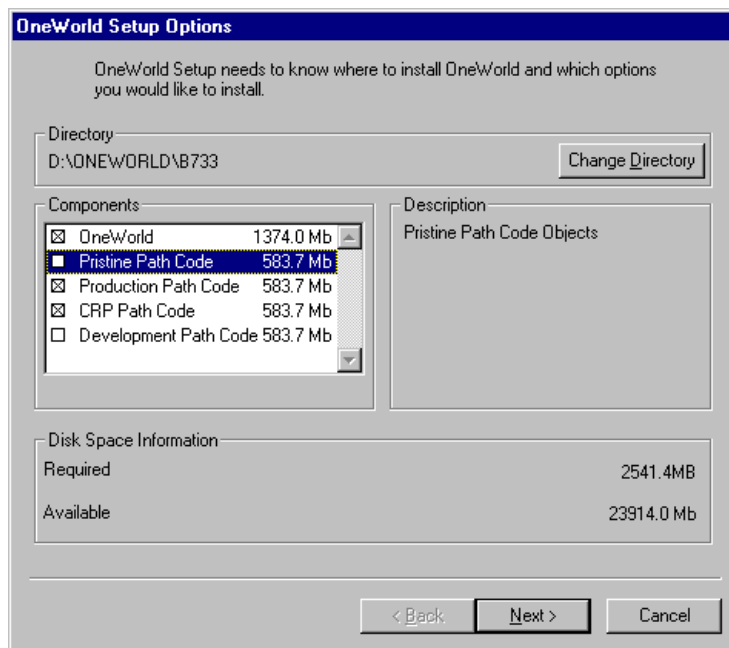 OneWorld Setup Options
OneWorld Setup needs to know where to install OneWorld and which options
you would like to install.
Directory
D:\ONEWORLD\B733
Change Directory
Components
OneWorld 1374.0 Mb
Pristine Path Code 583.7 Mb
Production Path Code 583.7 Mb
CRP Path Code 583.7 Mb
Development Path Code 583.7 Mb
Description
Pristine Path Code Objects
Disk Space Information
Required 2541.4MB
Available 23914.0 Mb
< Back Next > Cancel